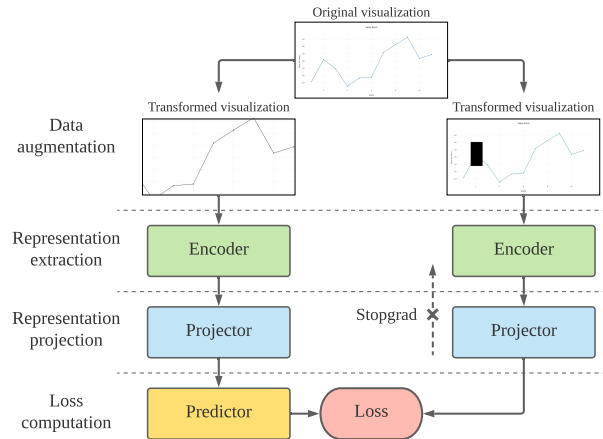 Original visualization
Transformed visualization
Transformed visualization
Data
augmentation
Representation
extraction
Encoder
Encoder
Stopgrad
Representation
projection
Projector
Projector
Loss
computation
Predictor
Loss